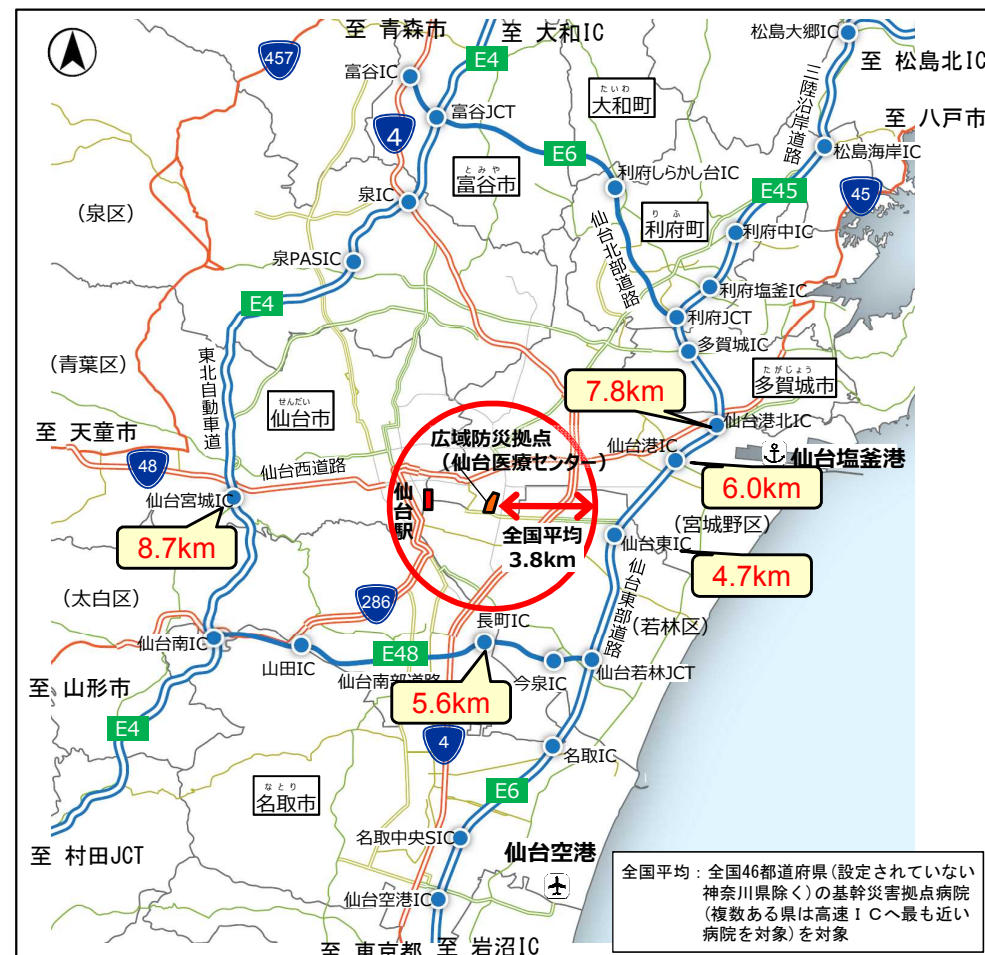 至 青森市
至 大和IC
457
E4
松島大郷IC
至 松島北IC
富谷IC
三陸沿岸道路
たいわ
大和町
至 八戸市
4
富谷JCT
E6
松島海岸IC
とみや
富谷市
利府しらかし台IC
E45
45
泉IC
りふ
利府町
(泉区)
仙台北部道路
利府中IC
泉PASIC
利府塩釜IC
E4
利府JCT
東北自動車道
多賀城IC
(青葉区)
たがじょう
多賀城市
せんだい
仙台市
7.8km
仙台港北IC
至 天童市
広域防災拠点
(仙台医療センター)
仙台港IC
仙台塩釜港
48
仙台西道路
6.0km
仙台宮城IC
仙台駅
(宮城野区)
全国平均
3.8km
仙台東IC
8.7km
4.7km
(太白区)
286
仙台東部道路
(若林区)
長町IC
仙台南IC
山田IC
E48
仙台南部道路
今泉IC
仙台若林JCT
至 山形市
5.6km
E4
4
名取IC
なとり
名取市
E6
名取中央SIC
至 村田JCT
仙台空港
仙台空港IC
全国平均：全国46都道府県(設定されていない
神奈川県除く)の基幹災害拠点病院
(複数ある県は高速ＩＣへ最も近い
病院を対象)を対象
至 東京都
至 岩沼IC